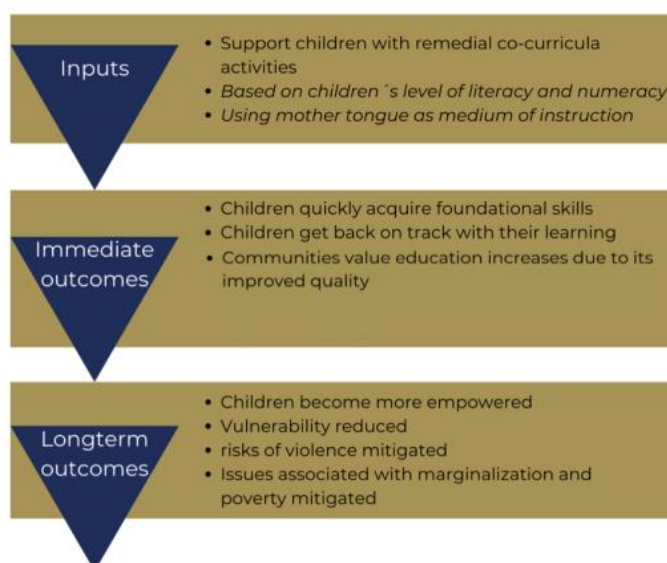 Inputs
• Support children with remedial co-curricula
activities
• Based on children´s level of literacy and numeracy
• Using mother tongue as medium of instruction
Immediate
outcomes
• Children quickly acquire foundational skills
• Children get back on track with their learning
• Communities value education increases due to its
improved quality
Longterm
outcomes
• Children become more empowered
• Vulnerability reduced
• risks of violence mitigated
• Issues associated with marginalization and
poverty mitigated